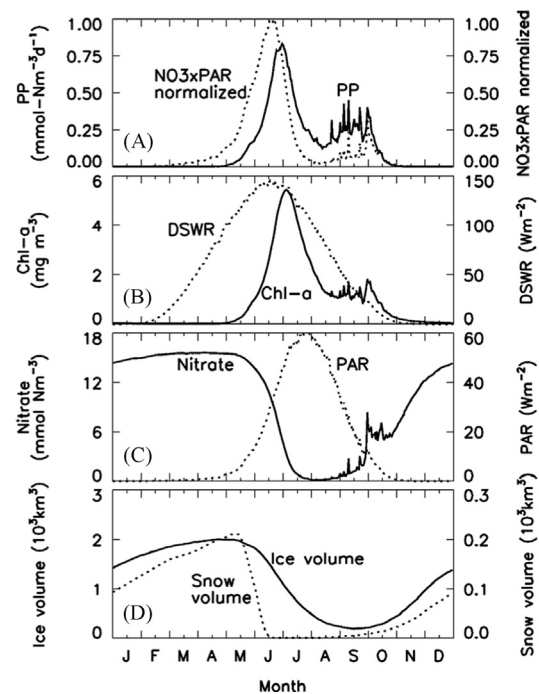 PP
(mmol-Nm⁻³d⁻¹)
1.00
0.75
0.50
0.25
0.00
NO3xPAR
normalized
PP
(A)
1.00
0.75
0.50
0.25
0.00
NO3xPAR normalized
Chl-a
(mg m⁻³)
6
4
2
0
DSWR
Chl-a
(B)
150
100
50
0
DSWR (Wm⁻²)
Nitrate
(mmol Nm⁻³)
18
12
6
0
Nitrate
PAR
(C)
60
40
20
0
PAR (Wm⁻²)
Ice volume (10³km³)
3
2
1
0
Ice volume
Snow
volume
(D)
0.3
0.2
0.1
0.0
Snow volume (10³km³)
J F M A M J J A S O N D
Month